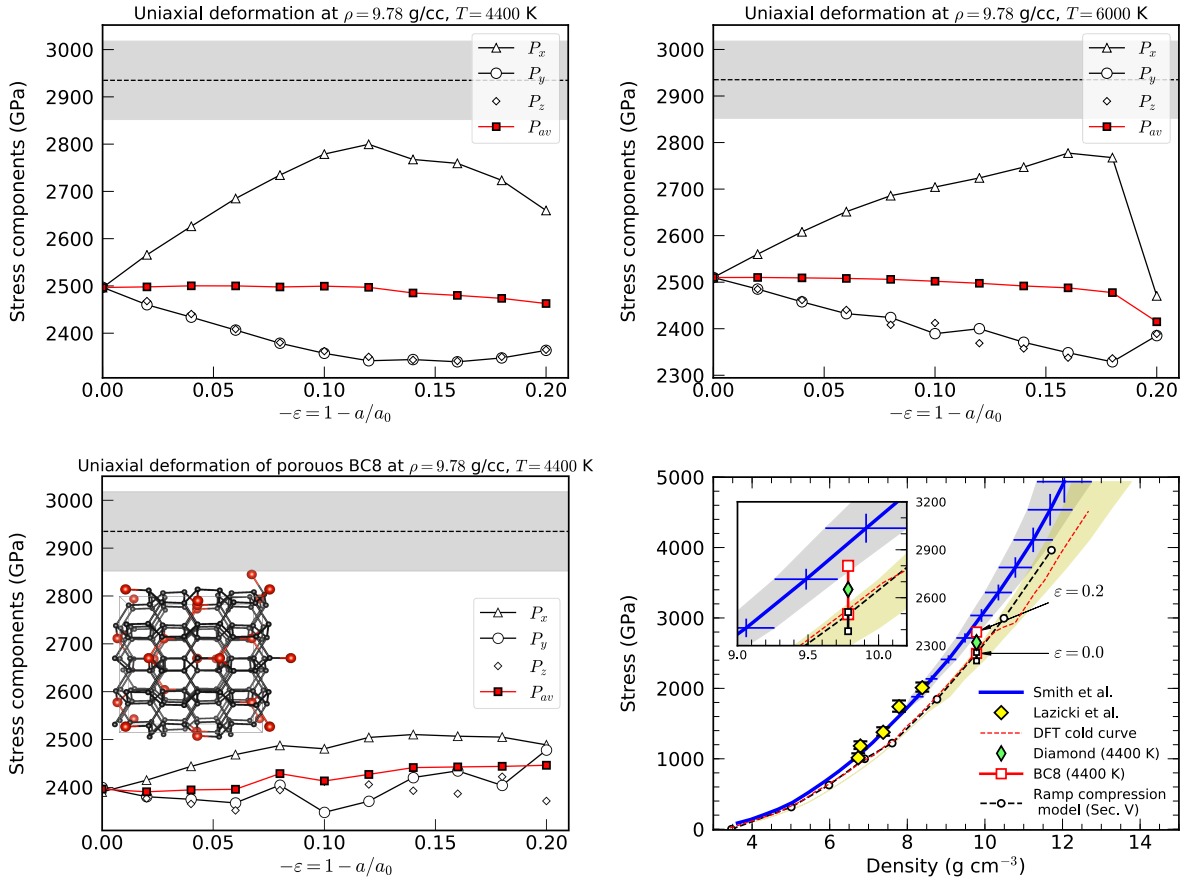 Uniaxial deformation at ρ = 9.78 g/cc, T = 4400 K
3000
2900
2800
2700
2600
2500
2400
Stress components (GPa)
P_x
P_y
P_z
P_av
0.00
0.05
0.10
0.15
0.20
−ε = 1 − a/a₀
Uniaxial deformation at ρ = 9.78 g/cc, T = 6000 K
3000
2900
2800
2700
2600
2500
2400
2300
Stress components (GPa)
P_x
P_y
P_z
P_av
0.00
0.05
0.10
0.15
0.20
−ε = 1 − a/a₀
Uniaxial deformation of porouos BC8 at ρ = 9.78 g/cc, T = 4400 K
3000
2900
2800
2700
2600
2500
2400
Stress components (GPa)
P_x
P_y
P_z
P_av
0.00
0.05
0.10
0.15
0.20
−ε = 1 − a/a₀
5000
4000
3000
2000
1000
0
Stress (GPa)
3200
2900
2600
2300
9.0
9.5
10.0
ε = 0.2
ε = 0.0
Smith et al.
Lazicki et al.
DFT cold curve
Diamond (4400 K)
BC8 (4400 K)
Ramp compression
model (Sec. V)
4
6
8
10
12
14
Density (g cm⁻³)